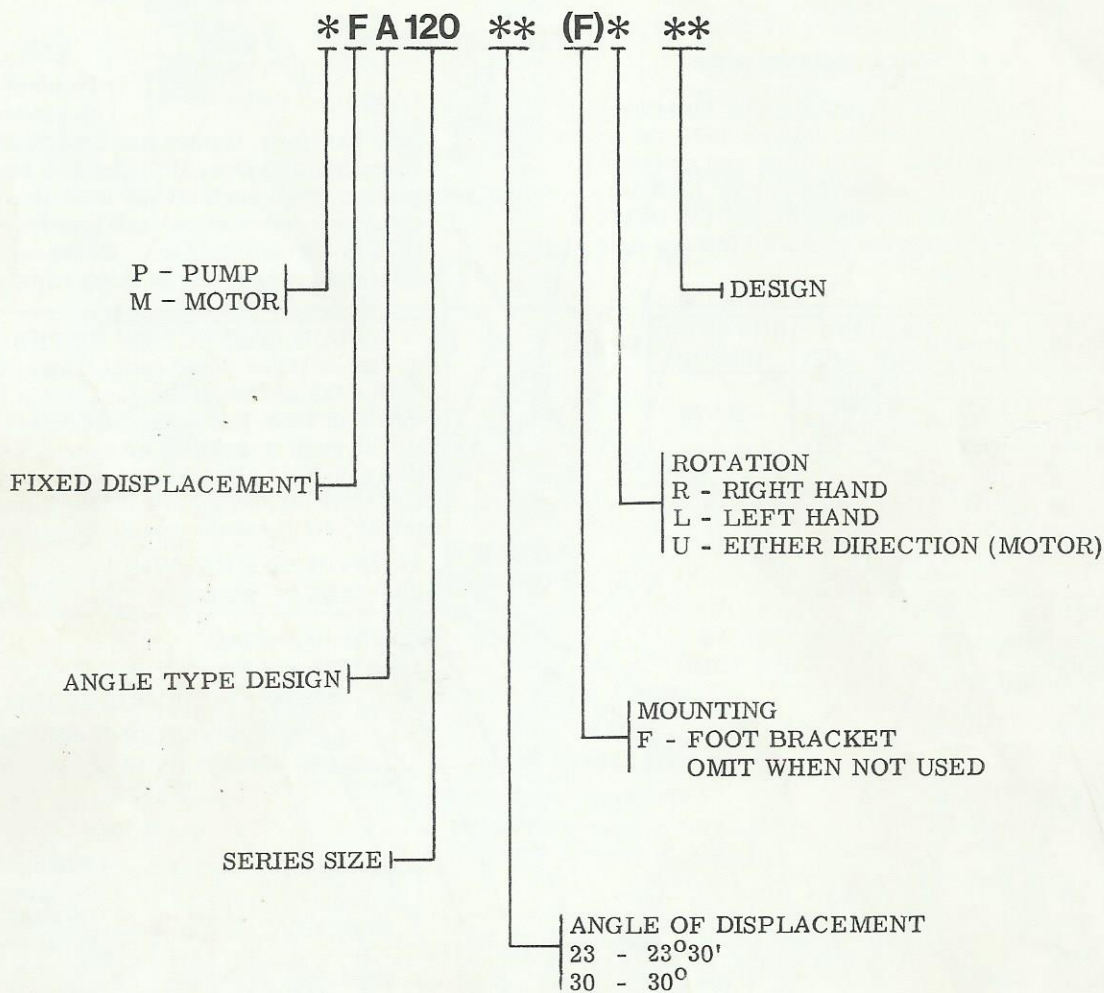 *FA120 ** (F)* **
P - PUMP
M - MOTOR
DESIGN
FIXED DISPLACEMENT
ROTATION
R - RIGHT HAND
L - LEFT HAND
U - EITHER DIRECTION (MOTOR)
ANGLE TYPE DESIGN
MOUNTING
F - FOOT BRACKET
OMIT WHEN NOT USED
SERIES SIZE
ANGLE OF DISPLACEMENT
23 - 23°30'
30 - 30°